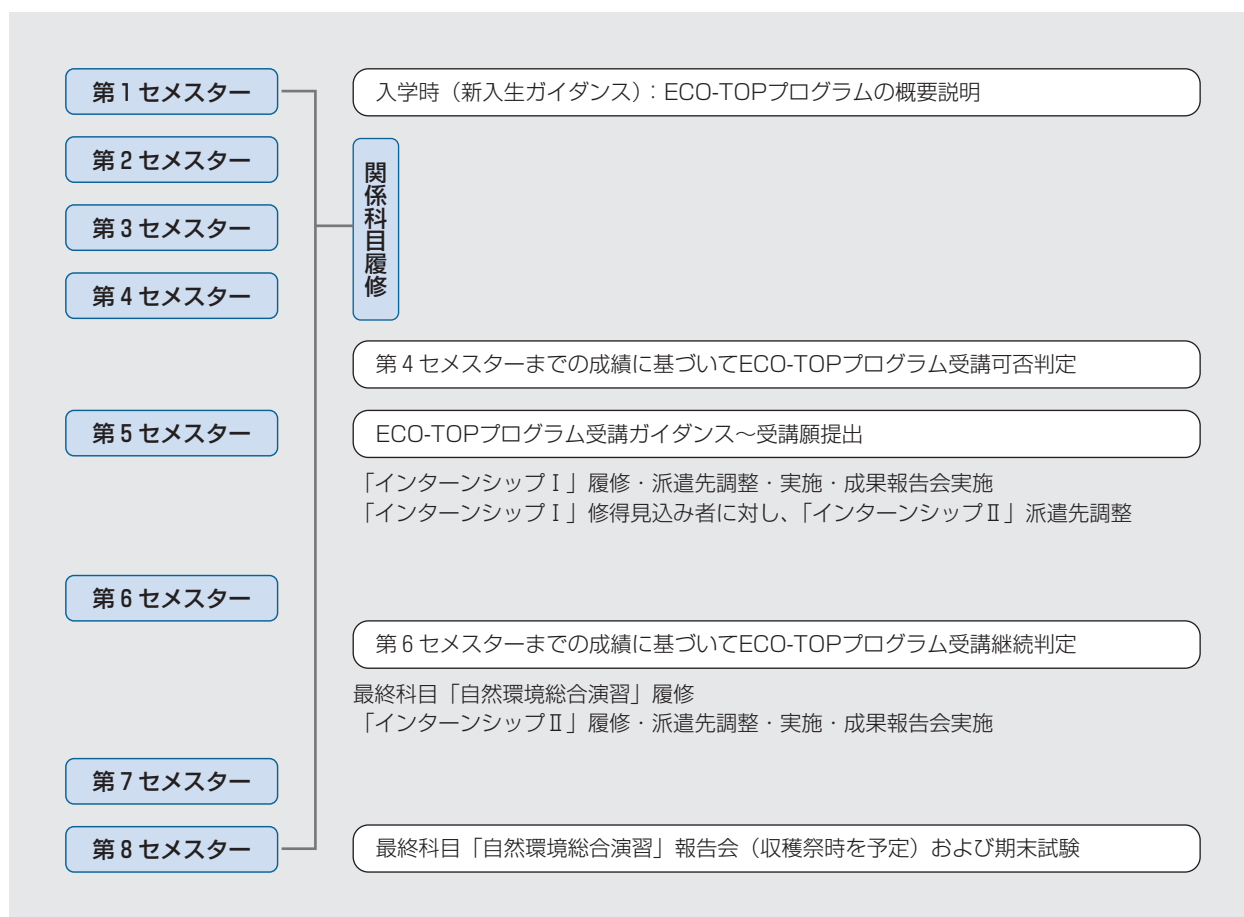 第1セメスター
入学時（新入生ガイダンス）：ECO-TOPプログラムの概要説明
第2セメスター
関係科目履修
第3セメスター
第4セメスター
第4セメスターまでの成績に基づいてECO-TOPプログラム受講可否判定
第5セメスター
ECO-TOPプログラム受講ガイダンス～受講願提出
「インターンシップⅠ」履修・派遣先調整・実施・成果報告会実施
「インターンシップⅠ」修得見込み者に対し、「インターンシップⅡ」派遣先調整
第6セメスター
第6セメスターまでの成績に基づいてECO-TOPプログラム受講継続判定
最終科目「自然環境総合演習」履修
「インターンシップⅡ」履修・派遣先調整・実施・成果報告会実施
第7セメスター
第8セメスター
最終科目「自然環境総合演習」報告会（収穫祭時を予定）および期末試験